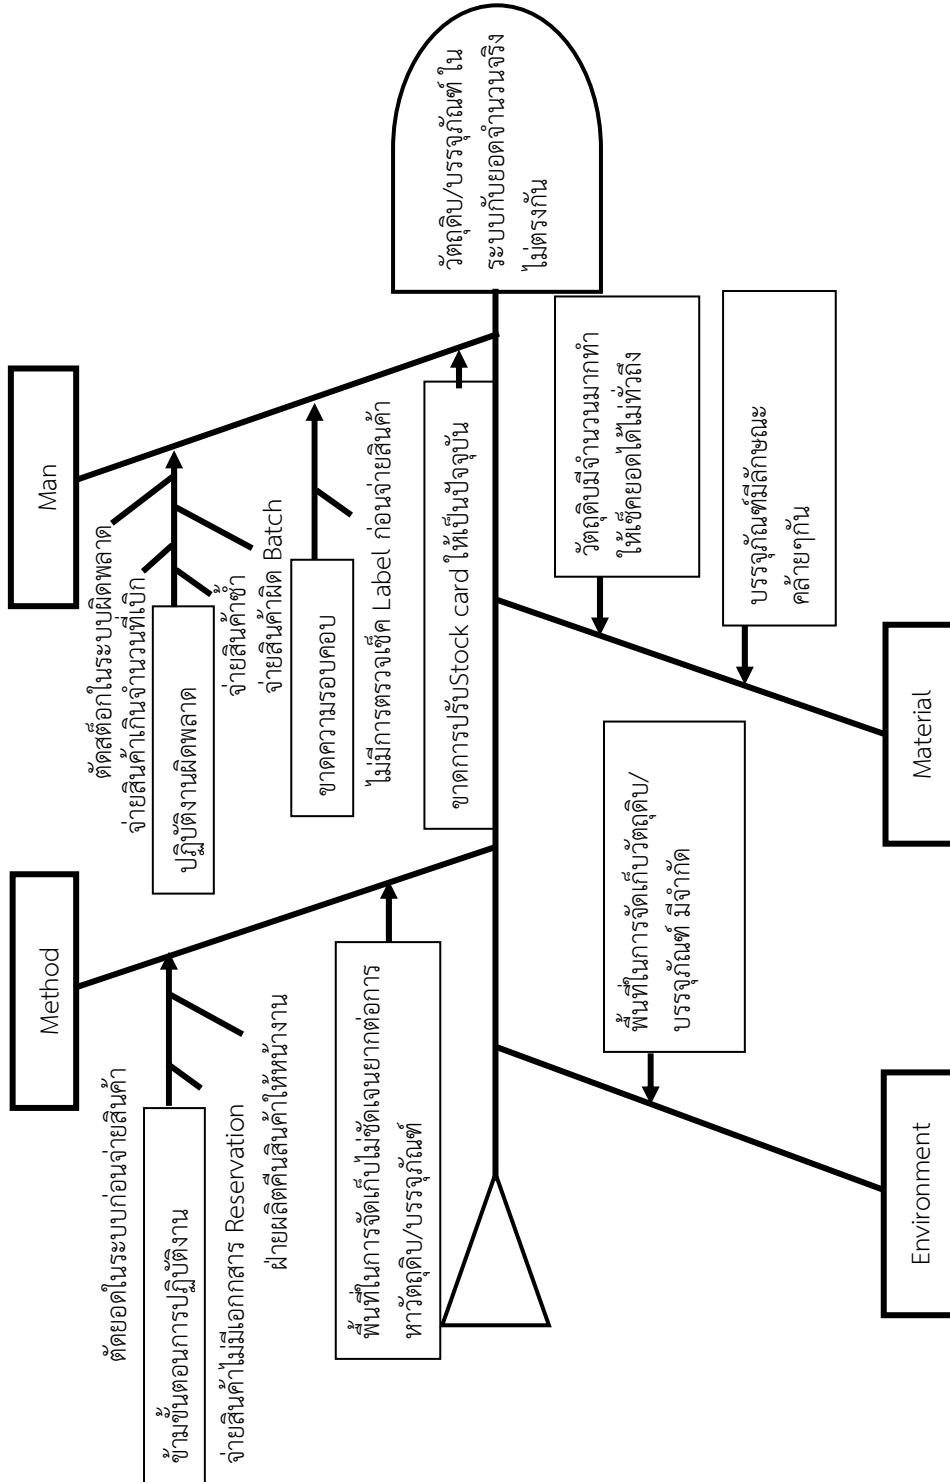 Method
Man
ตัดยอดในระบบก่อนจ่ายสินค้า
ข้ามขั้นตอนการปฏิบัติงาน
จ่ายสินค้าไม่มีเอกกสาร Reservation
ฝ่ายผลิตคืนสินค้าให้หน้างาน
พื้นที่ในการจัดเก็บไม่ชัดเจนยากต่อการ
หาวัตถุดิบ/บรรจุภัณฑ์
ตัดสต็อกในระบบผิดพลาด
จ่ายสินค้าเกินจำนวนที่เบิก
ปฏิบัติงานผิดพลาด
จ่ายสินค้าซ้ำ
จ่ายสินค้าผิด Batch
ขาดความรอบคอบ
ไม่มีการตรวจเช็ค Label ก่อนจ่ายสินค้า
ขาดการปรับStock card ให้เป็นปัจจุบัน
วัตถุดิบ/บรรจุภัณฑ์ ใน
ระบบกับยอดจำนวนจริง
ไม่ตรงกัน
พื้นที่ในการจัดเก็บวัตถุดิบ/
บรรจุภัณฑ์ มีจำกัด
วัตถุดิบมีจำนวนมากทำ
ให้เช็คยอดได้ไม่ทั่วถึง
บรรจุภัณฑ์มีลักษณะ
คล้ายๆกัน
Environment
Material